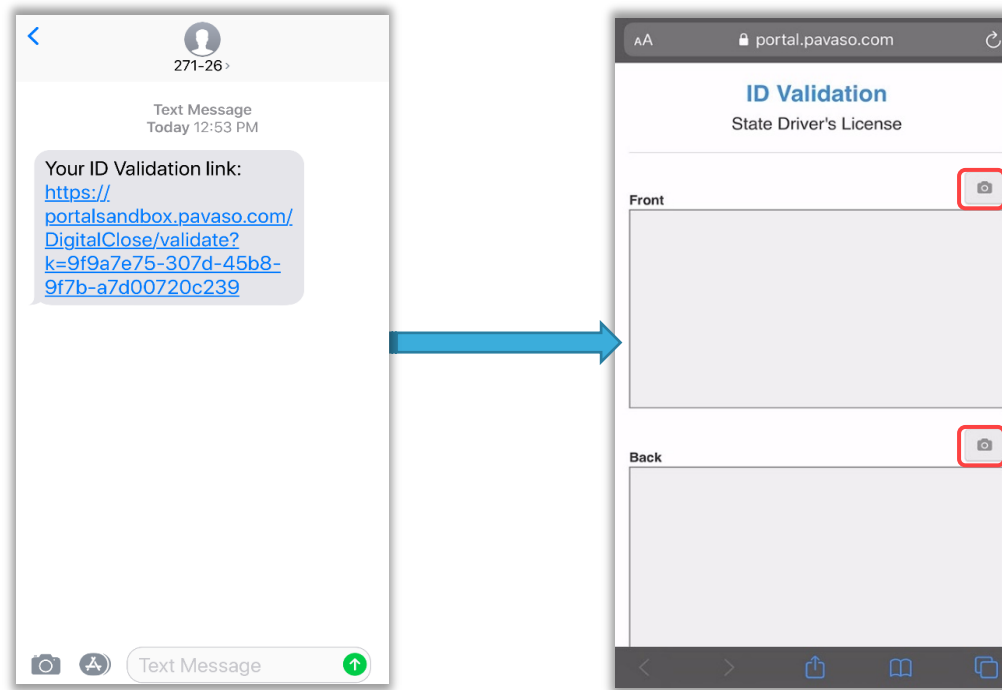 271-26
Text Message
Today 12:53 PM
Your ID Validation link:
https://
portalsandbox.pavaso.com/
DigitalClose/validate?
k=9f9a7e75-307d-45b8-
9f7b-a7d00720c239
Text Message
AA
portal.pavaso.com
ID Validation
State Driver's License
Front
Back